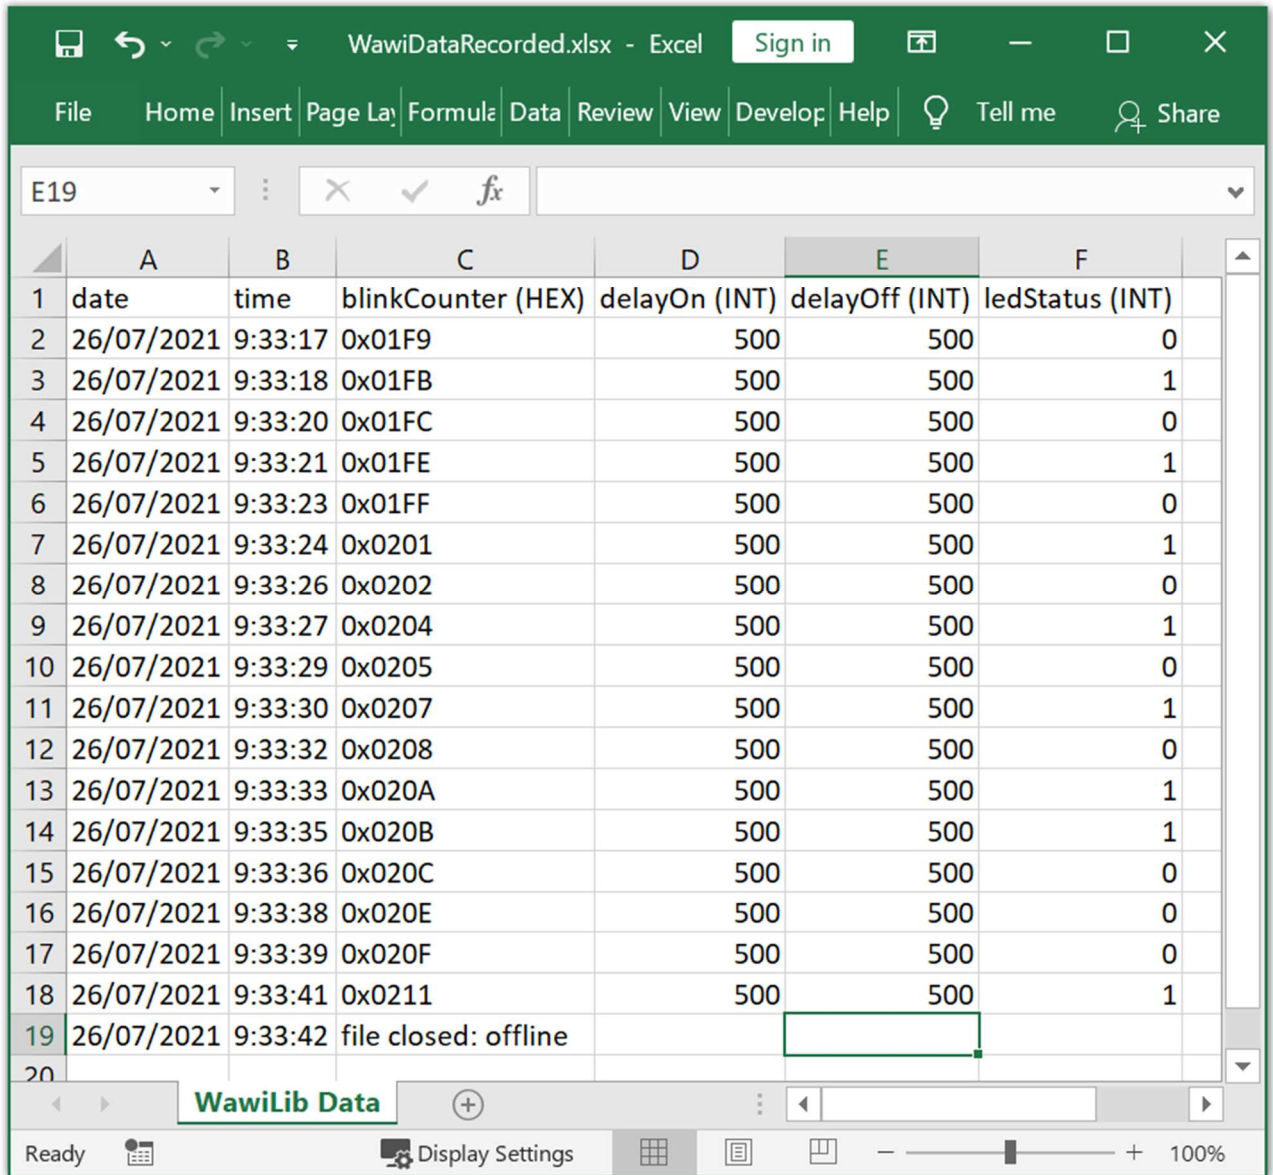 WawiDataRecorded.xlsx - Excel Sign in
File Home Insert Page Lay Formula Data Review View Develop Help Tell me Share
E19 fx
A B C D E F
1 date time blinkCounter (HEX) delayOn (INT) delayOff (INT) ledStatus (INT)
2 26/07/2021 9:33:17 0x01F9 500 500 0
3 26/07/2021 9:33:18 0x01FB 500 500 1
4 26/07/2021 9:33:20 0x01FC 500 500 0
5 26/07/2021 9:33:21 0x01FE 500 500 1
6 26/07/2021 9:33:23 0x01FF 500 500 0
7 26/07/2021 9:33:24 0x0201 500 500 1
8 26/07/2021 9:33:26 0x0202 500 500 0
9 26/07/2021 9:33:27 0x0204 500 500 1
10 26/07/2021 9:33:29 0x0205 500 500 0
11 26/07/2021 9:33:30 0x0207 500 500 1
12 26/07/2021 9:33:32 0x0208 500 500 0
13 26/07/2021 9:33:33 0x020A 500 500 1
14 26/07/2021 9:33:35 0x020B 500 500 1
15 26/07/2021 9:33:36 0x020C 500 500 0
16 26/07/2021 9:33:38 0x020E 500 500 0
17 26/07/2021 9:33:39 0x020F 500 500 0
18 26/07/2021 9:33:41 0x0211 500 500 1
19 26/07/2021 9:33:42 file closed: offline
20
WawiLib Data
Ready Display Settings 100%